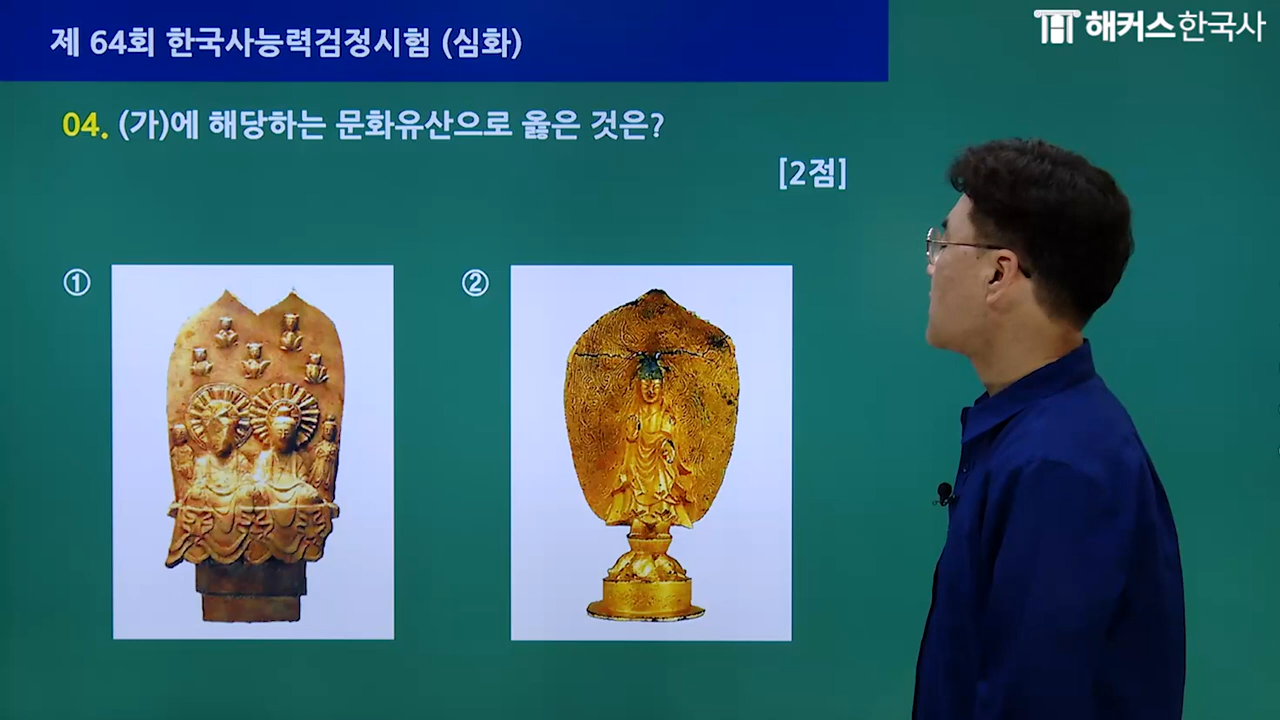 제 64회 한국사능력검정시험 (심화)
해커스한국사
04. (가)에 해당하는 문화유산으로 옳은 것은?
[2점]
①
②